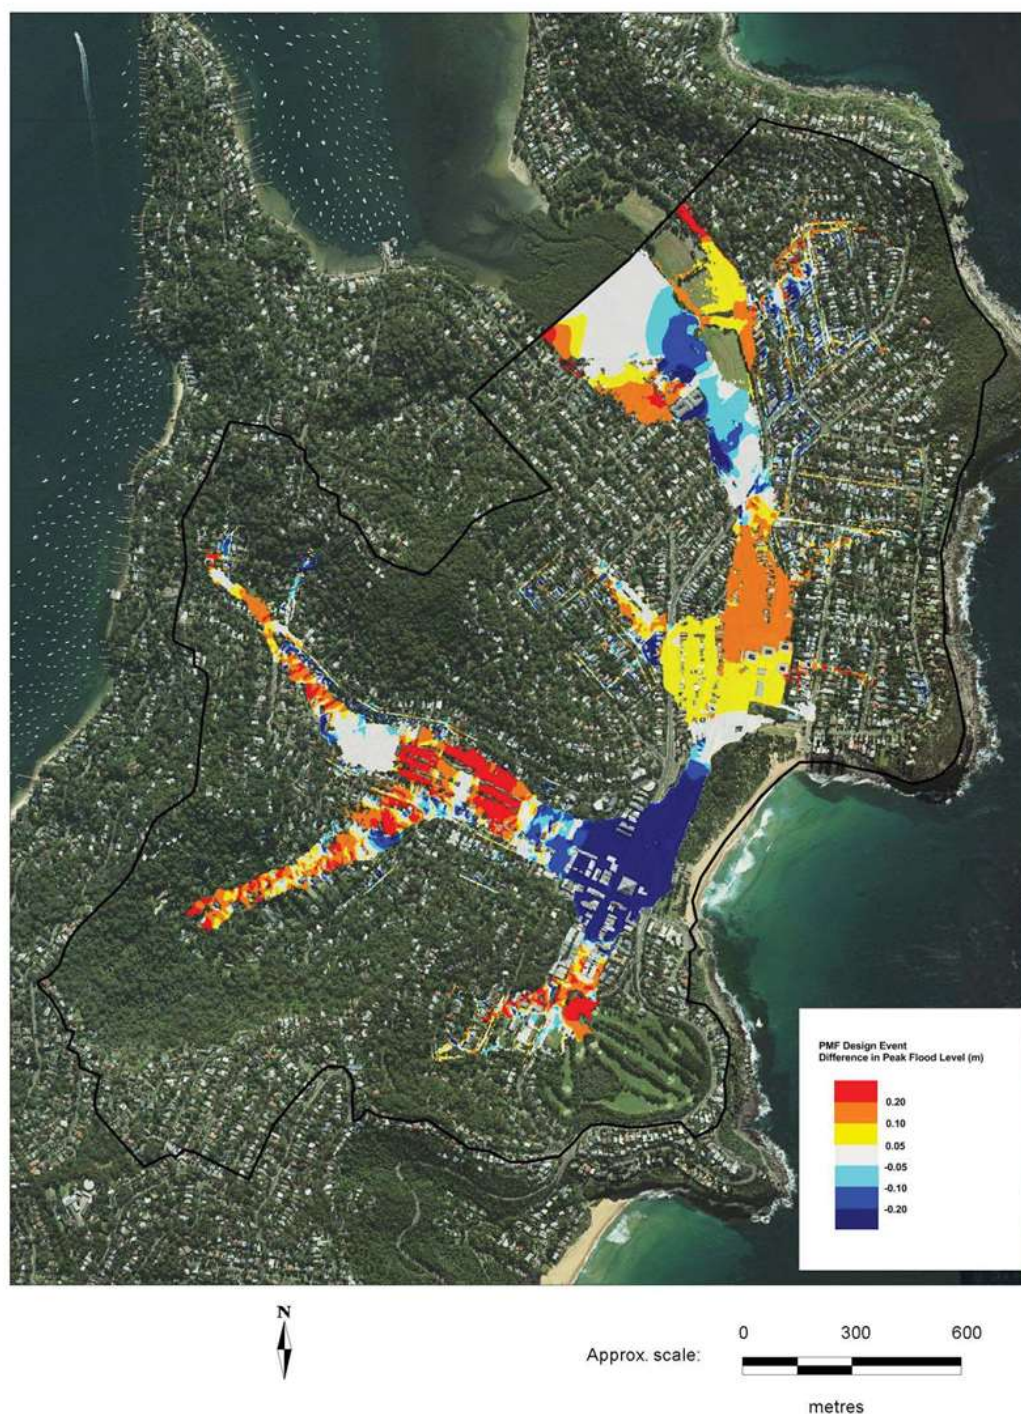 PMF Design Event
Difference in Peak Flood Level (m)
0.20
0.10
0.05
-0.05
-0.10
-0.20
N
0 300 600
Approx. scale:
metres